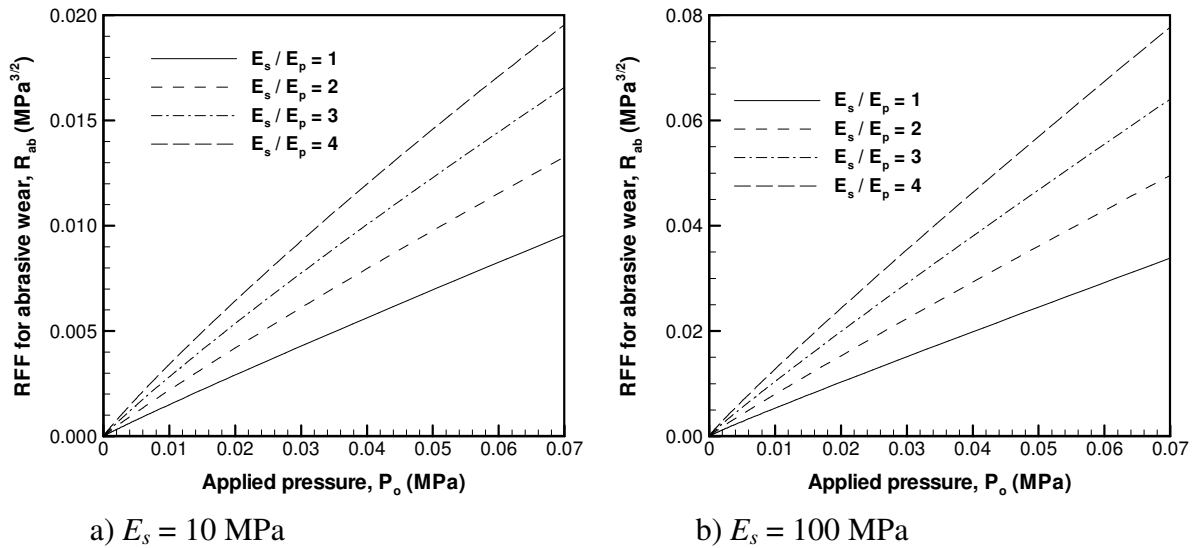 RFF for abrasive wear, R_ab (MPa^3/2)
0.020
0.015
0.010
0.005
0.000
E_s / E_p = 1
E_s / E_p = 2
E_s / E_p = 3
E_s / E_p = 4
0 0.01 0.02 0.03 0.04 0.05 0.06 0.07
Applied pressure, P_o (MPa)
a) E_s = 10 MPa
RFF for abrasive wear, R_ab (MPa^3/2)
0.08
0.06
0.04
0.02
0.00
E_s / E_p = 1
E_s / E_p = 2
E_s / E_p = 3
E_s / E_p = 4
0 0.01 0.02 0.03 0.04 0.05 0.06 0.07
Applied pressure, P_o (MPa)
b) E_s = 100 MPa